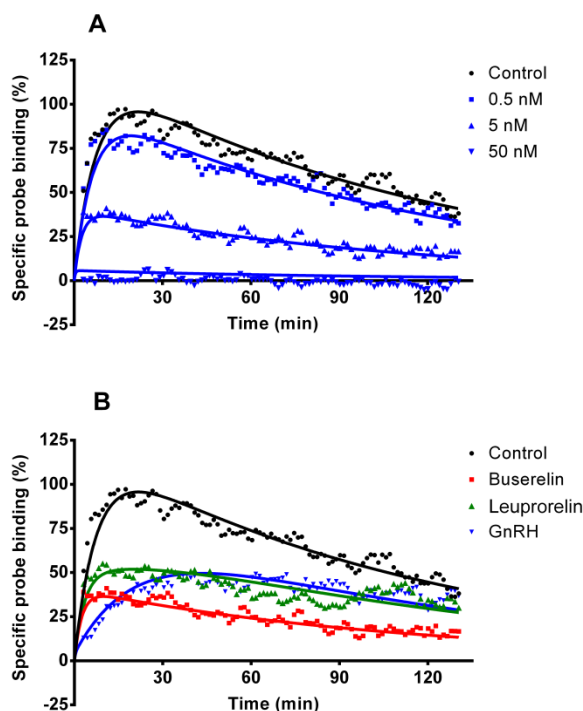 A
Specific probe binding (%)
125
100
75
50
25
0
-25
30
60
90
120
Time (min)
Control
0.5 nM
5 nM
50 nM
B
Specific probe binding (%)
125
100
75
50
25
0
-25
30
60
90
120
Time (min)
Control
Buserelin
Leuprorelin
GnRH